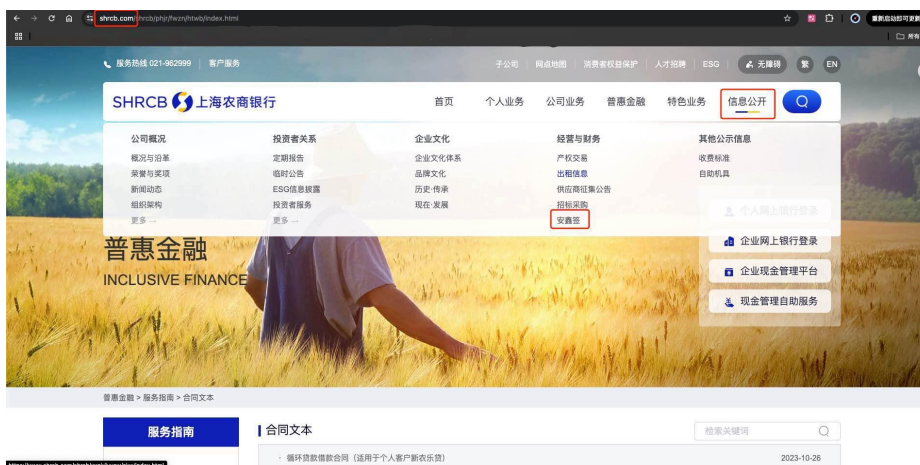 shrcb.com/shrcb/phjr/fwzn/htwb/index.html
重新启动即可更新
服务热线 021-962999 客户服务
子公司 网点地图 消费者权益保护 人才招聘 ESG 无障碍 繁 EN
SHRCB 上海农商银行
首页 个人业务 公司业务 普惠金融 特色业务 信息公开
公司概况 投资者关系 企业文化 经营与财务 其他公示信息
概况与沿革 定期报告 企业文化体系 产权交易 收费标准
荣誉与奖项 临时公告 品牌文化 出租信息 自助机具
新闻动态 ESG信息披露 历史·传承 供应商征集公告
组织架构 投资者服务 现在·发展 招标采购
更多 更多 安鑫签
个人网上银行登录
普惠金融
企业网上银行登录
INCLUSIVE FINANCE
企业现金管理平台
现金管理自助服务
普惠金融 > 服务指南 > 合同文本
服务指南
合同文本
检索关键词
· 循环贷款借款合同（适用于个人客户新农乐贷） 2023-10-26